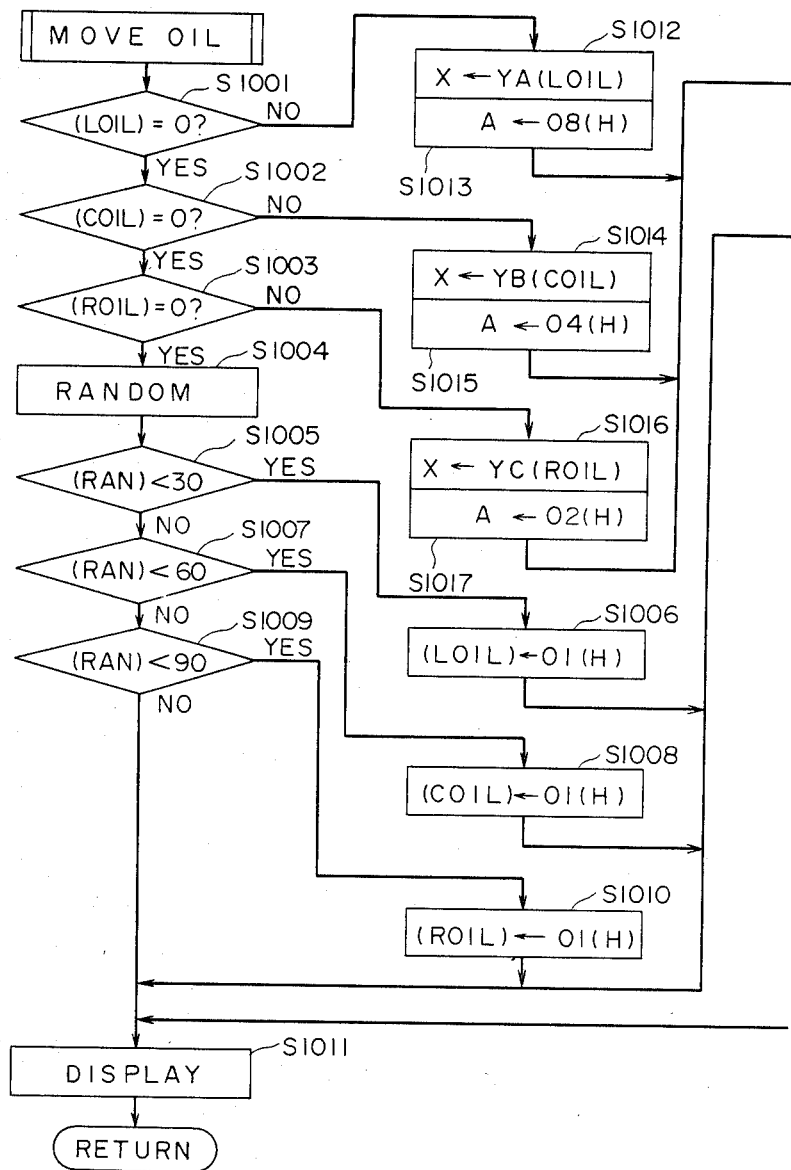 MOVE OIL
S1001
(LOIL)=0?
NO
YES
S1002
(COIL)=0?
NO
YES
S1003
(ROIL)=0?
NO
YES
S1004
RANDOM
S1005
(RAN)<30
YES
NO
S1007
(RAN)<60
YES
NO
S1009
(RAN)<90
YES
NO
S1012
X ← YA(LOIL)
A ← 08(H)
S1013
S1014
X ← YB(COIL)
A ← 04(H)
S1015
S1016
X ← YC(ROIL)
A ← 02(H)
S1017
S1006
(LOIL)←01(H)
S1008
(COIL)←01(H)
S1010
(ROIL)←01(H)
S1011
DISPLAY
RETURN